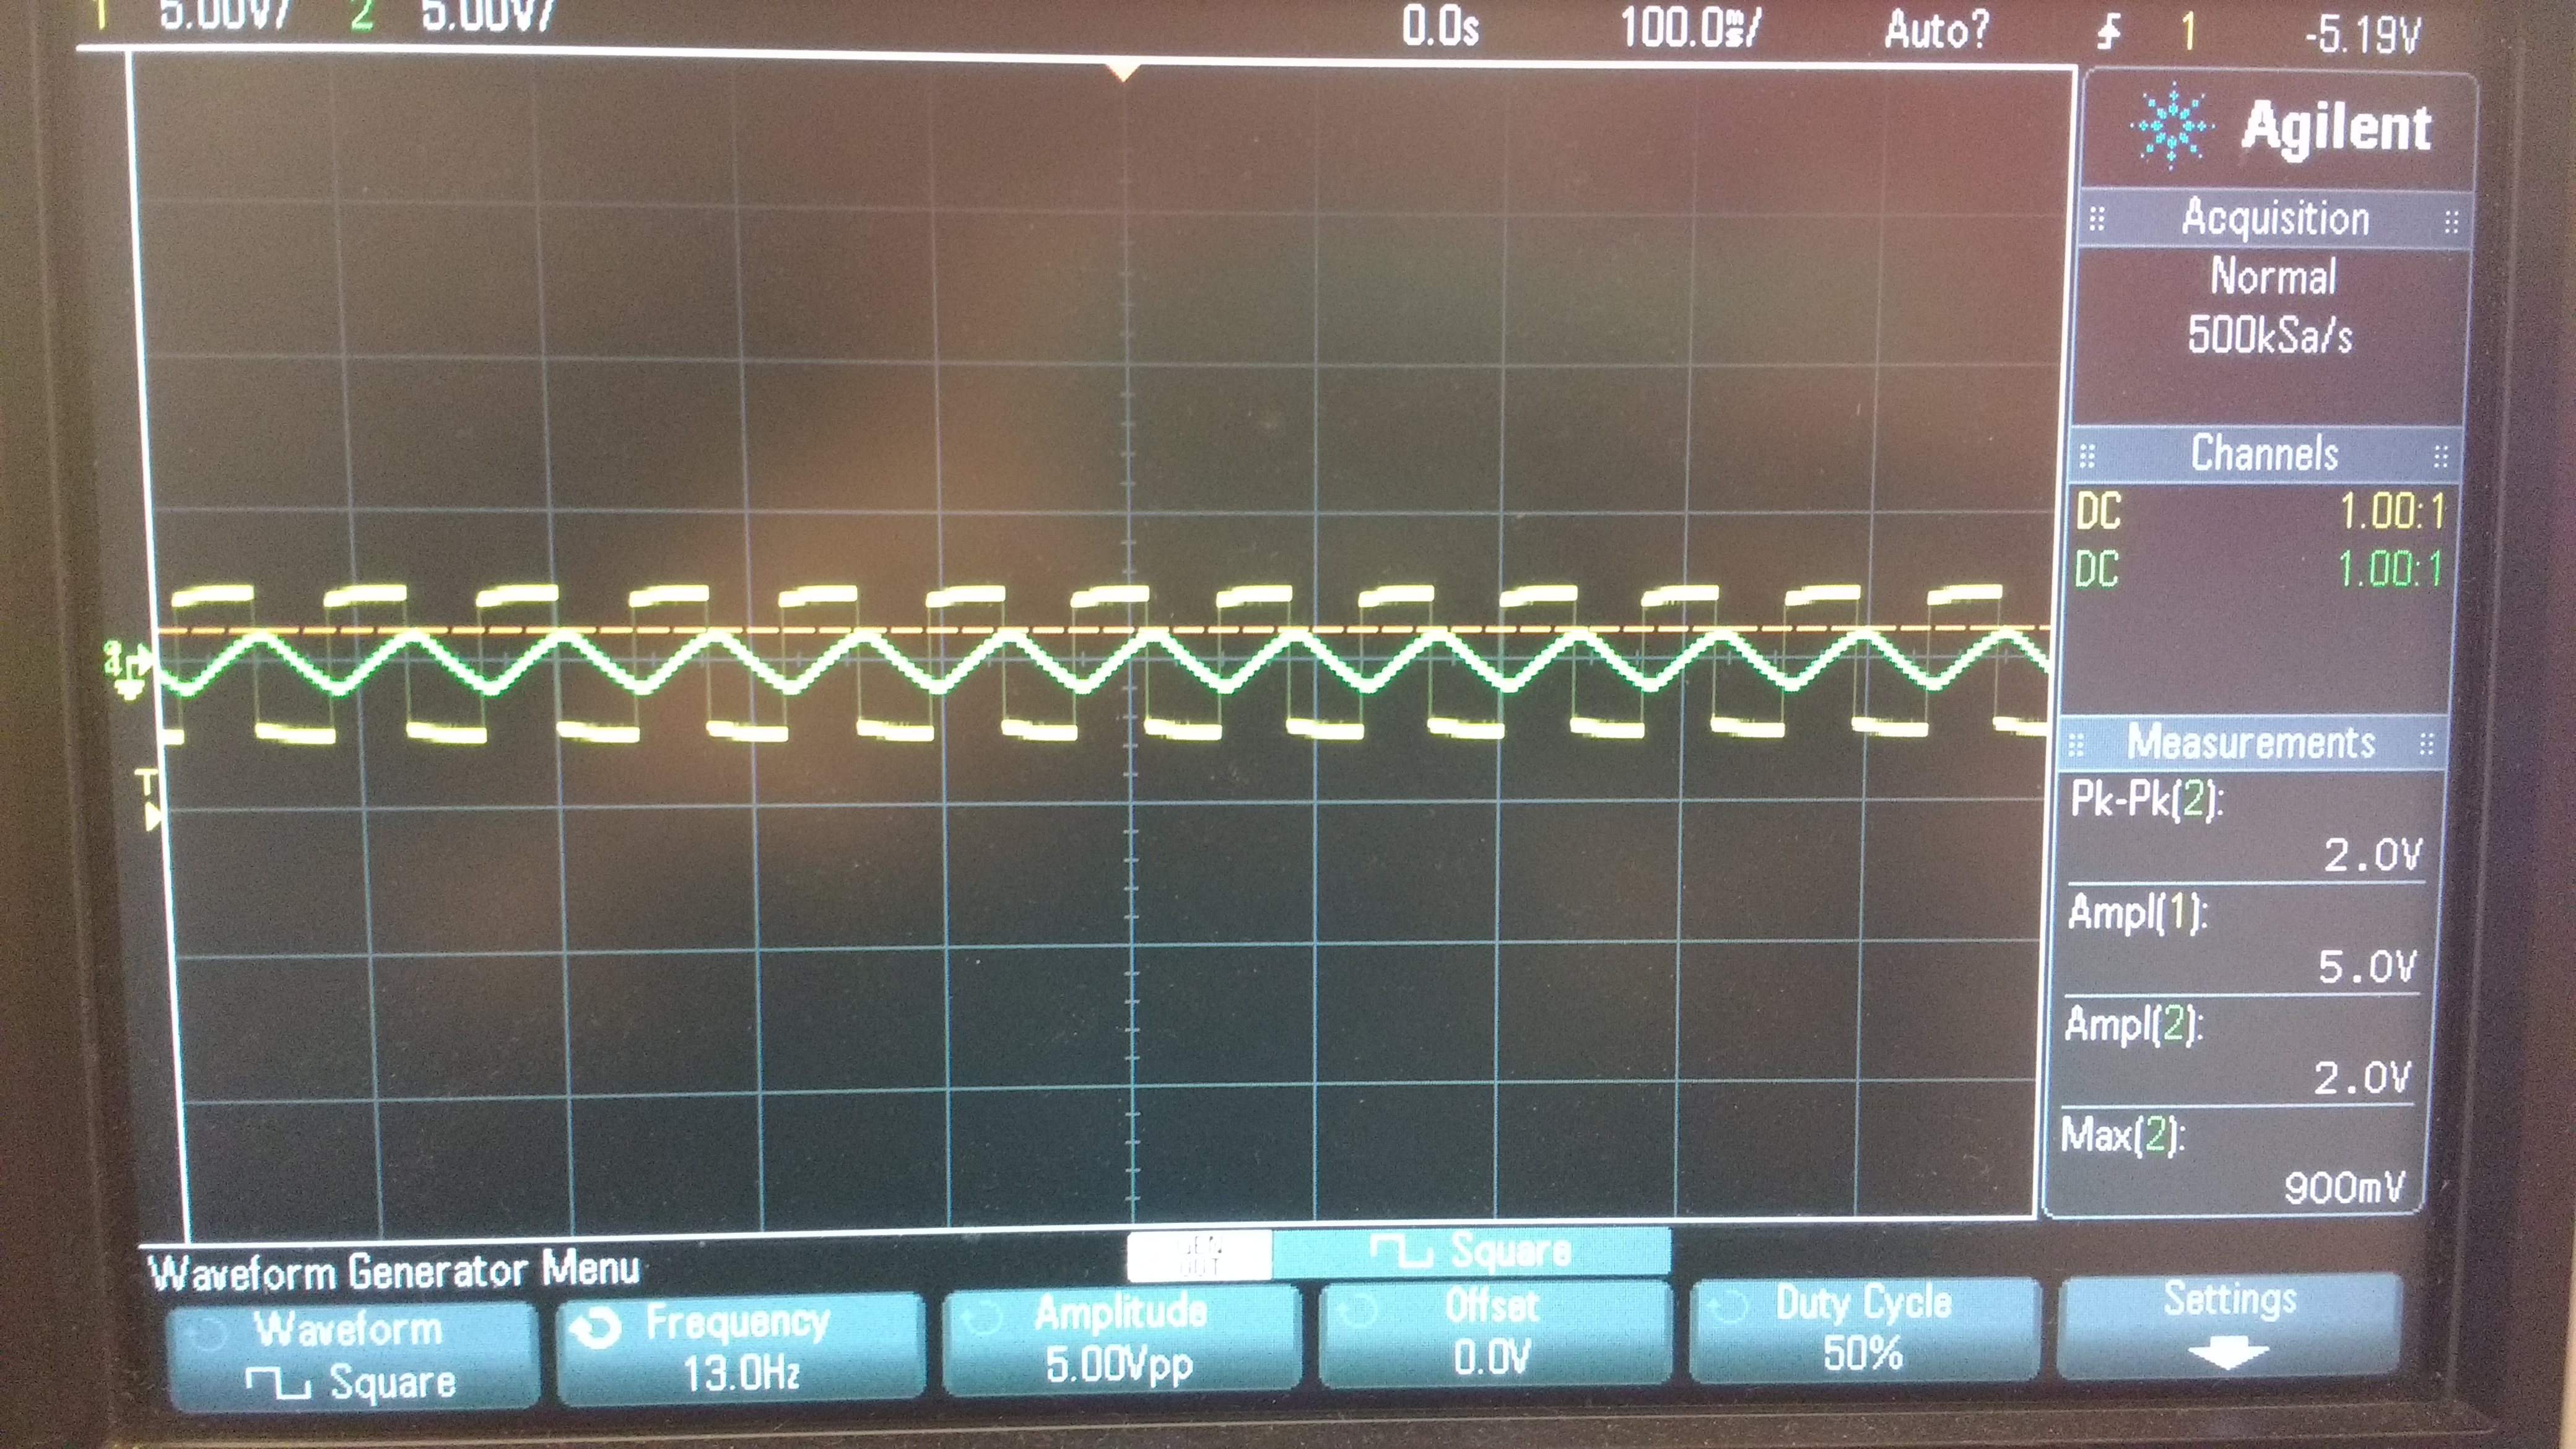 1 5.00V/ 2 5.00V/ 0.0s 100.0ms/ Auto? 1 -5.19V
Agilent
Acquisition
Normal
500kSa/s
Channels
DC 1.00:1
DC 1.00:1
T
Measurements
Pk-Pk(2):
2.0V
Ampl(1):
5.0V
Ampl(2):
2.0V
Max(2):
900mV
Waveform Generator Menu
GEN
OUT
Square
Waveform
Square
Frequency
13.0Hz
Amplitude
5.00Vpp
Offset
0.0V
Duty Cycle
50%
Settings